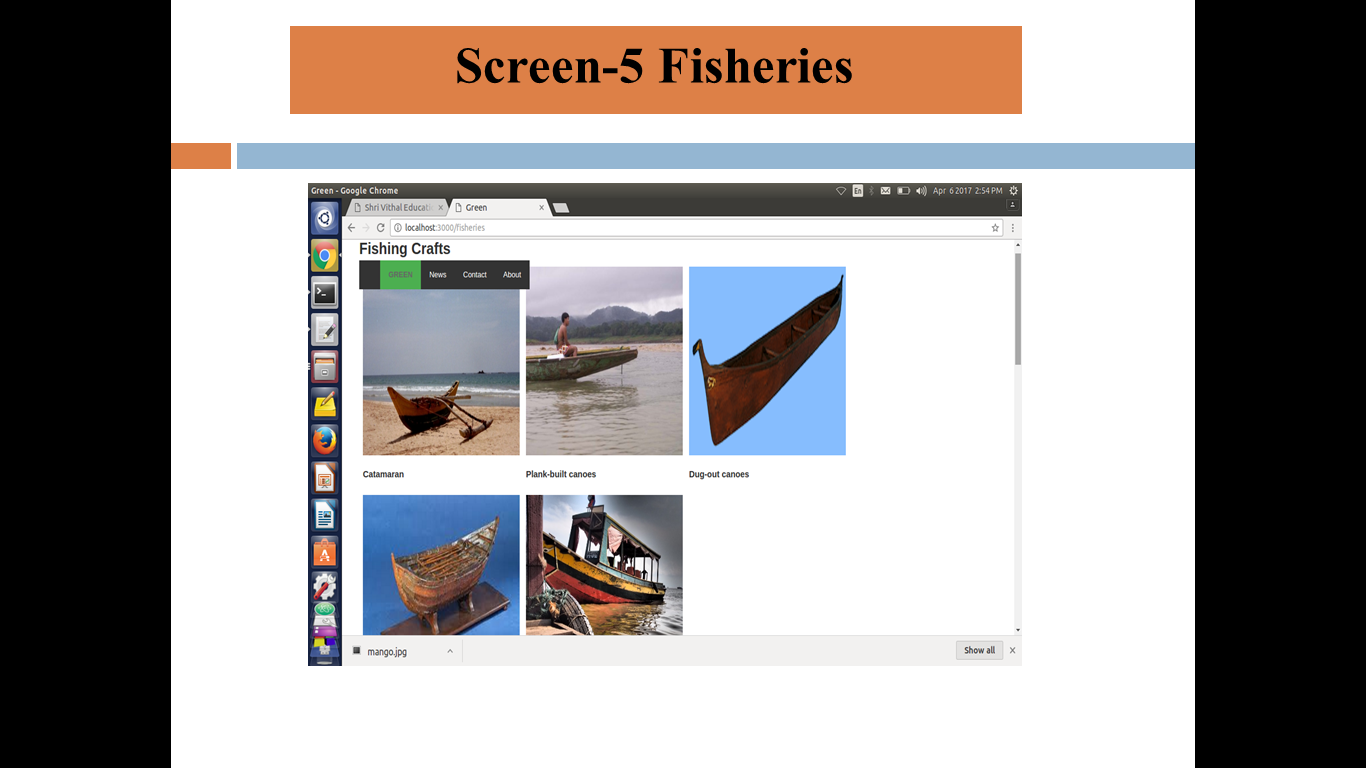 Screen-5 Fisheries
Green - Google Chrome
En
Apr 6 2017 2:54 PM
Shri Vithal Educatio
Green
localhost:3000/fisheries
Fishing Crafts
GREEN News Contact About
Catamaran
Plank-built canoes
Dug-out canoes
mango.jpg
Show all